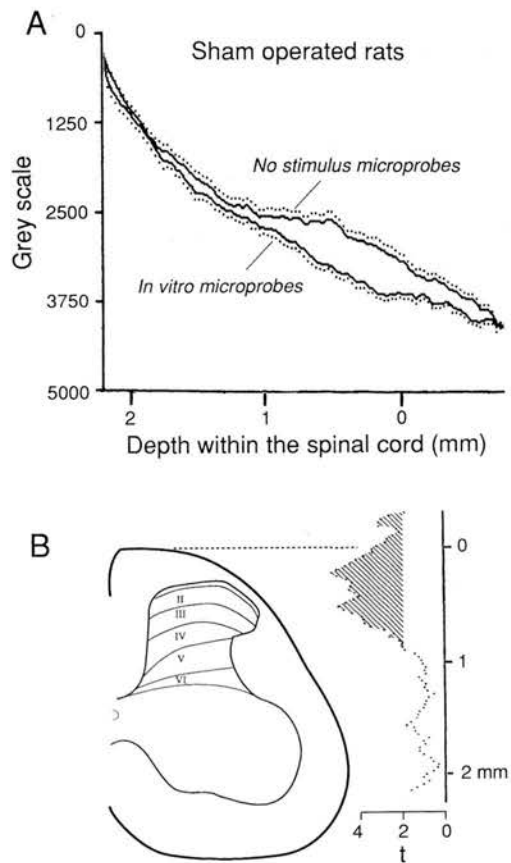 A
Sham operated rats
0
1250
2500
3750
5000
Grey scale
No stimulus microprobes
In vitro microprobes
2 1 0
Depth within the spinal cord (mm)
B
II
III
IV
V
VI
0
1
2 mm
4 2 0
t